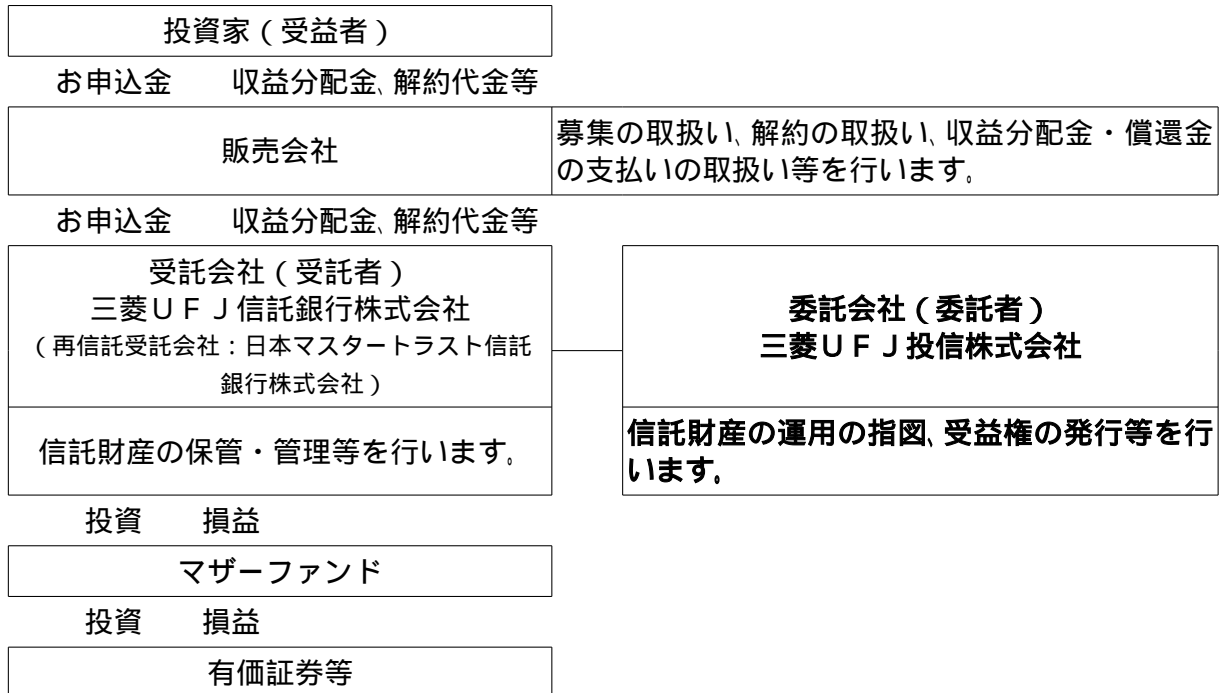 投資家（受益者）
お申込金　　収益分配金、解約代金等
販売会社
募集の取扱い、解約の取扱い、収益分配金・償還金
の支払いの取扱い等を行います。
お申込金　　収益分配金、解約代金等
受託会社（受託者）
三菱ＵＦＪ信託銀行株式会社
（再信託受託会社：日本マスタートラスト信託
銀行株式会社）
委託会社（委託者）
三菱ＵＦＪ投信株式会社
信託財産の保管・管理等を行います。
信託財産の運用の指図、受益権の発行等を行
います。
投資　　損益
マザーファンド
投資　　損益
有価証券等